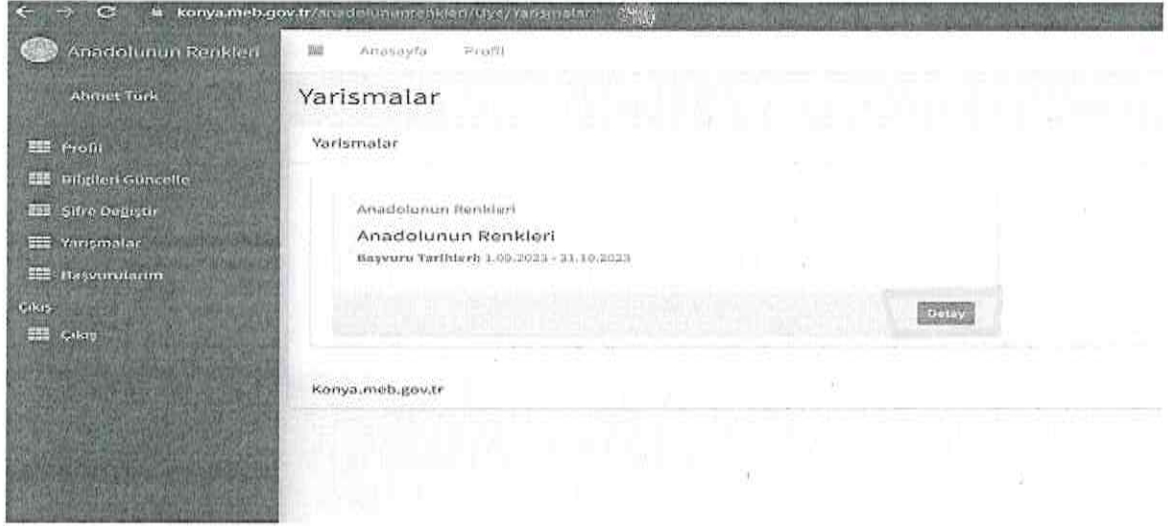 konya.meb.gov.tr/anadolununrenkleri/Uye/Yarismalar
Anadolunun Renkleri
Ahmet Türk
Profil
Bilgileri Güncelle
Şifre Değiştir
Yarışmalar
Başvurularım
Çıkış
Çıkış
Anasayfa Profil
Yarismalar
Yarismalar
Anadolunun Renkleri
Anadolunun Renkleri
Başvuru Tarihleri: 1.09.2023 - 31.10.2023
Detay
Konya.meb.gov.tr